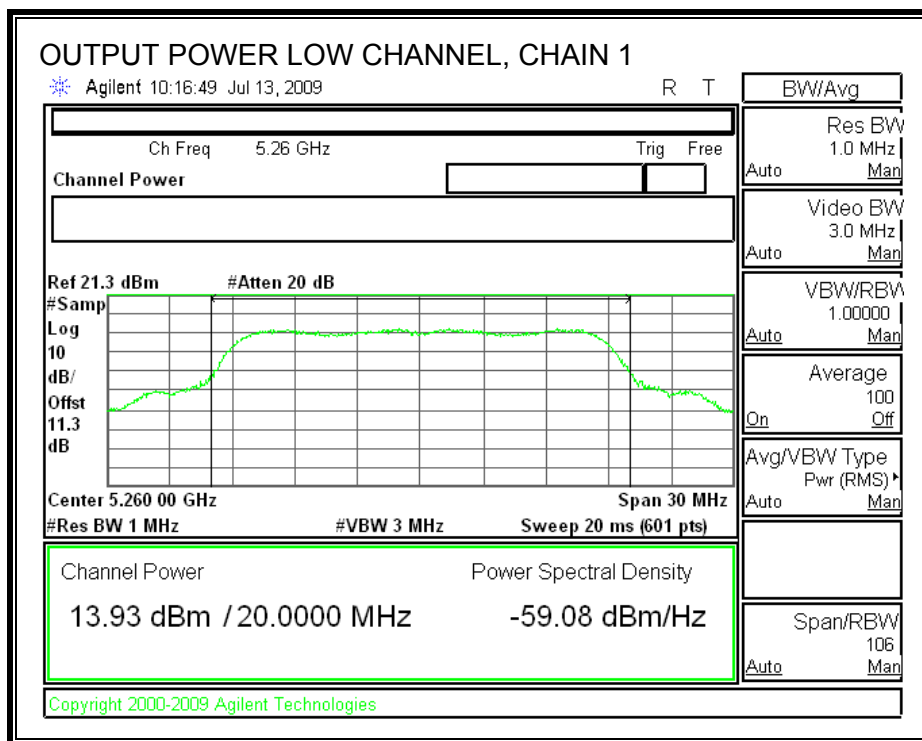 OUTPUT POWER LOW CHANNEL, CHAIN 1
Agilent 10:16:49 Jul 13, 2009 R T
Ch Freq 5.26 GHz Trig Free
Channel Power
Ref 21.3 dBm #Atten 20 dB
#Samp
Log
10
dB/
Offst
11.3
dB
Center 5.260 00 GHz Span 30 MHz
#Res BW 1 MHz #VBW 3 MHz Sweep 20 ms (601 pts)
Channel Power Power Spectral Density
13.93 dBm / 20.0000 MHz -59.08 dBm/Hz
Copyright 2000-2009 Agilent Technologies
BW/Avg
Res BW
1.0 MHz
Auto Man
Video BW
3.0 MHz
Auto Man
VBW/RBW
1.00000
Auto Man
Average
100
On Off
Avg/VBW Type
Pwr (RMS)
Auto Man
Span/RBW
106
Auto Man